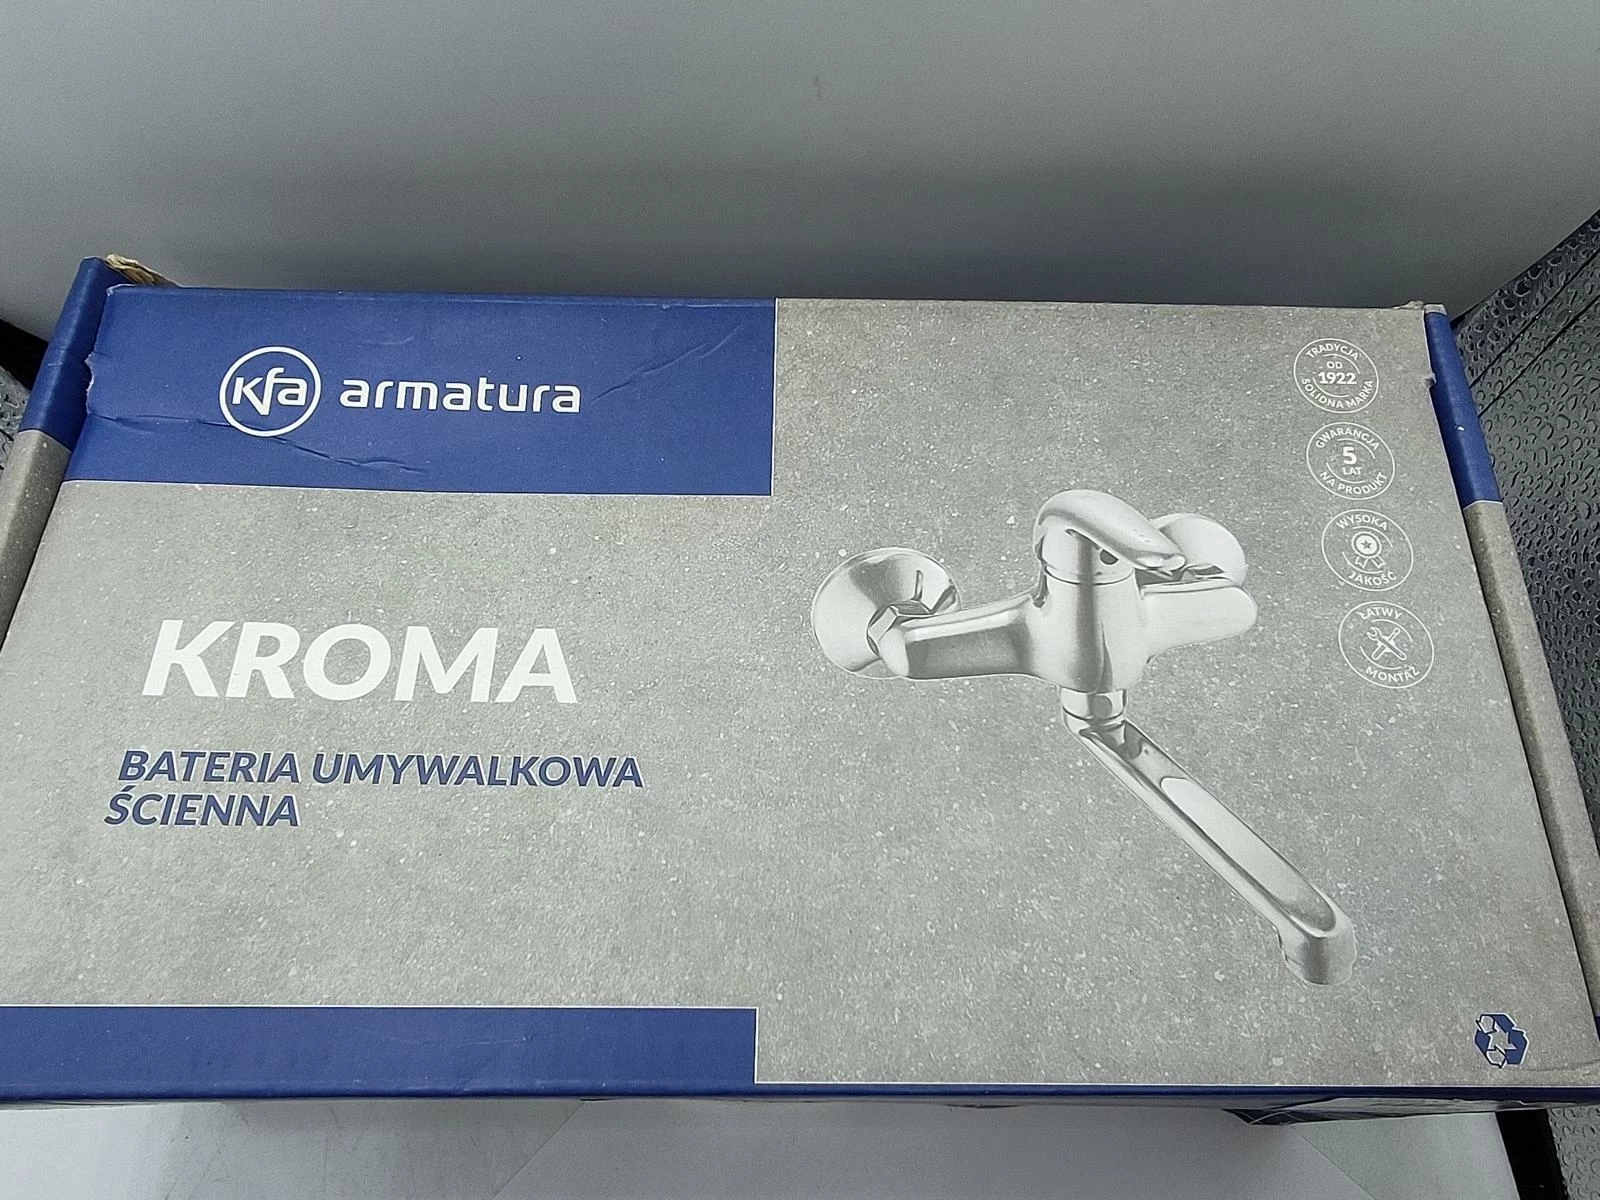 kfa armatura
KROMA
BATERIA UMYWALKOWA
ŚCIENNA
TRADYCJA
OD
1922
SOLIDNA MARKA
GWARANCJA
5
LAT
NA PRODUKT
WYSOKA
JAKOŚĆ
ŁATWY
MONTAŻ